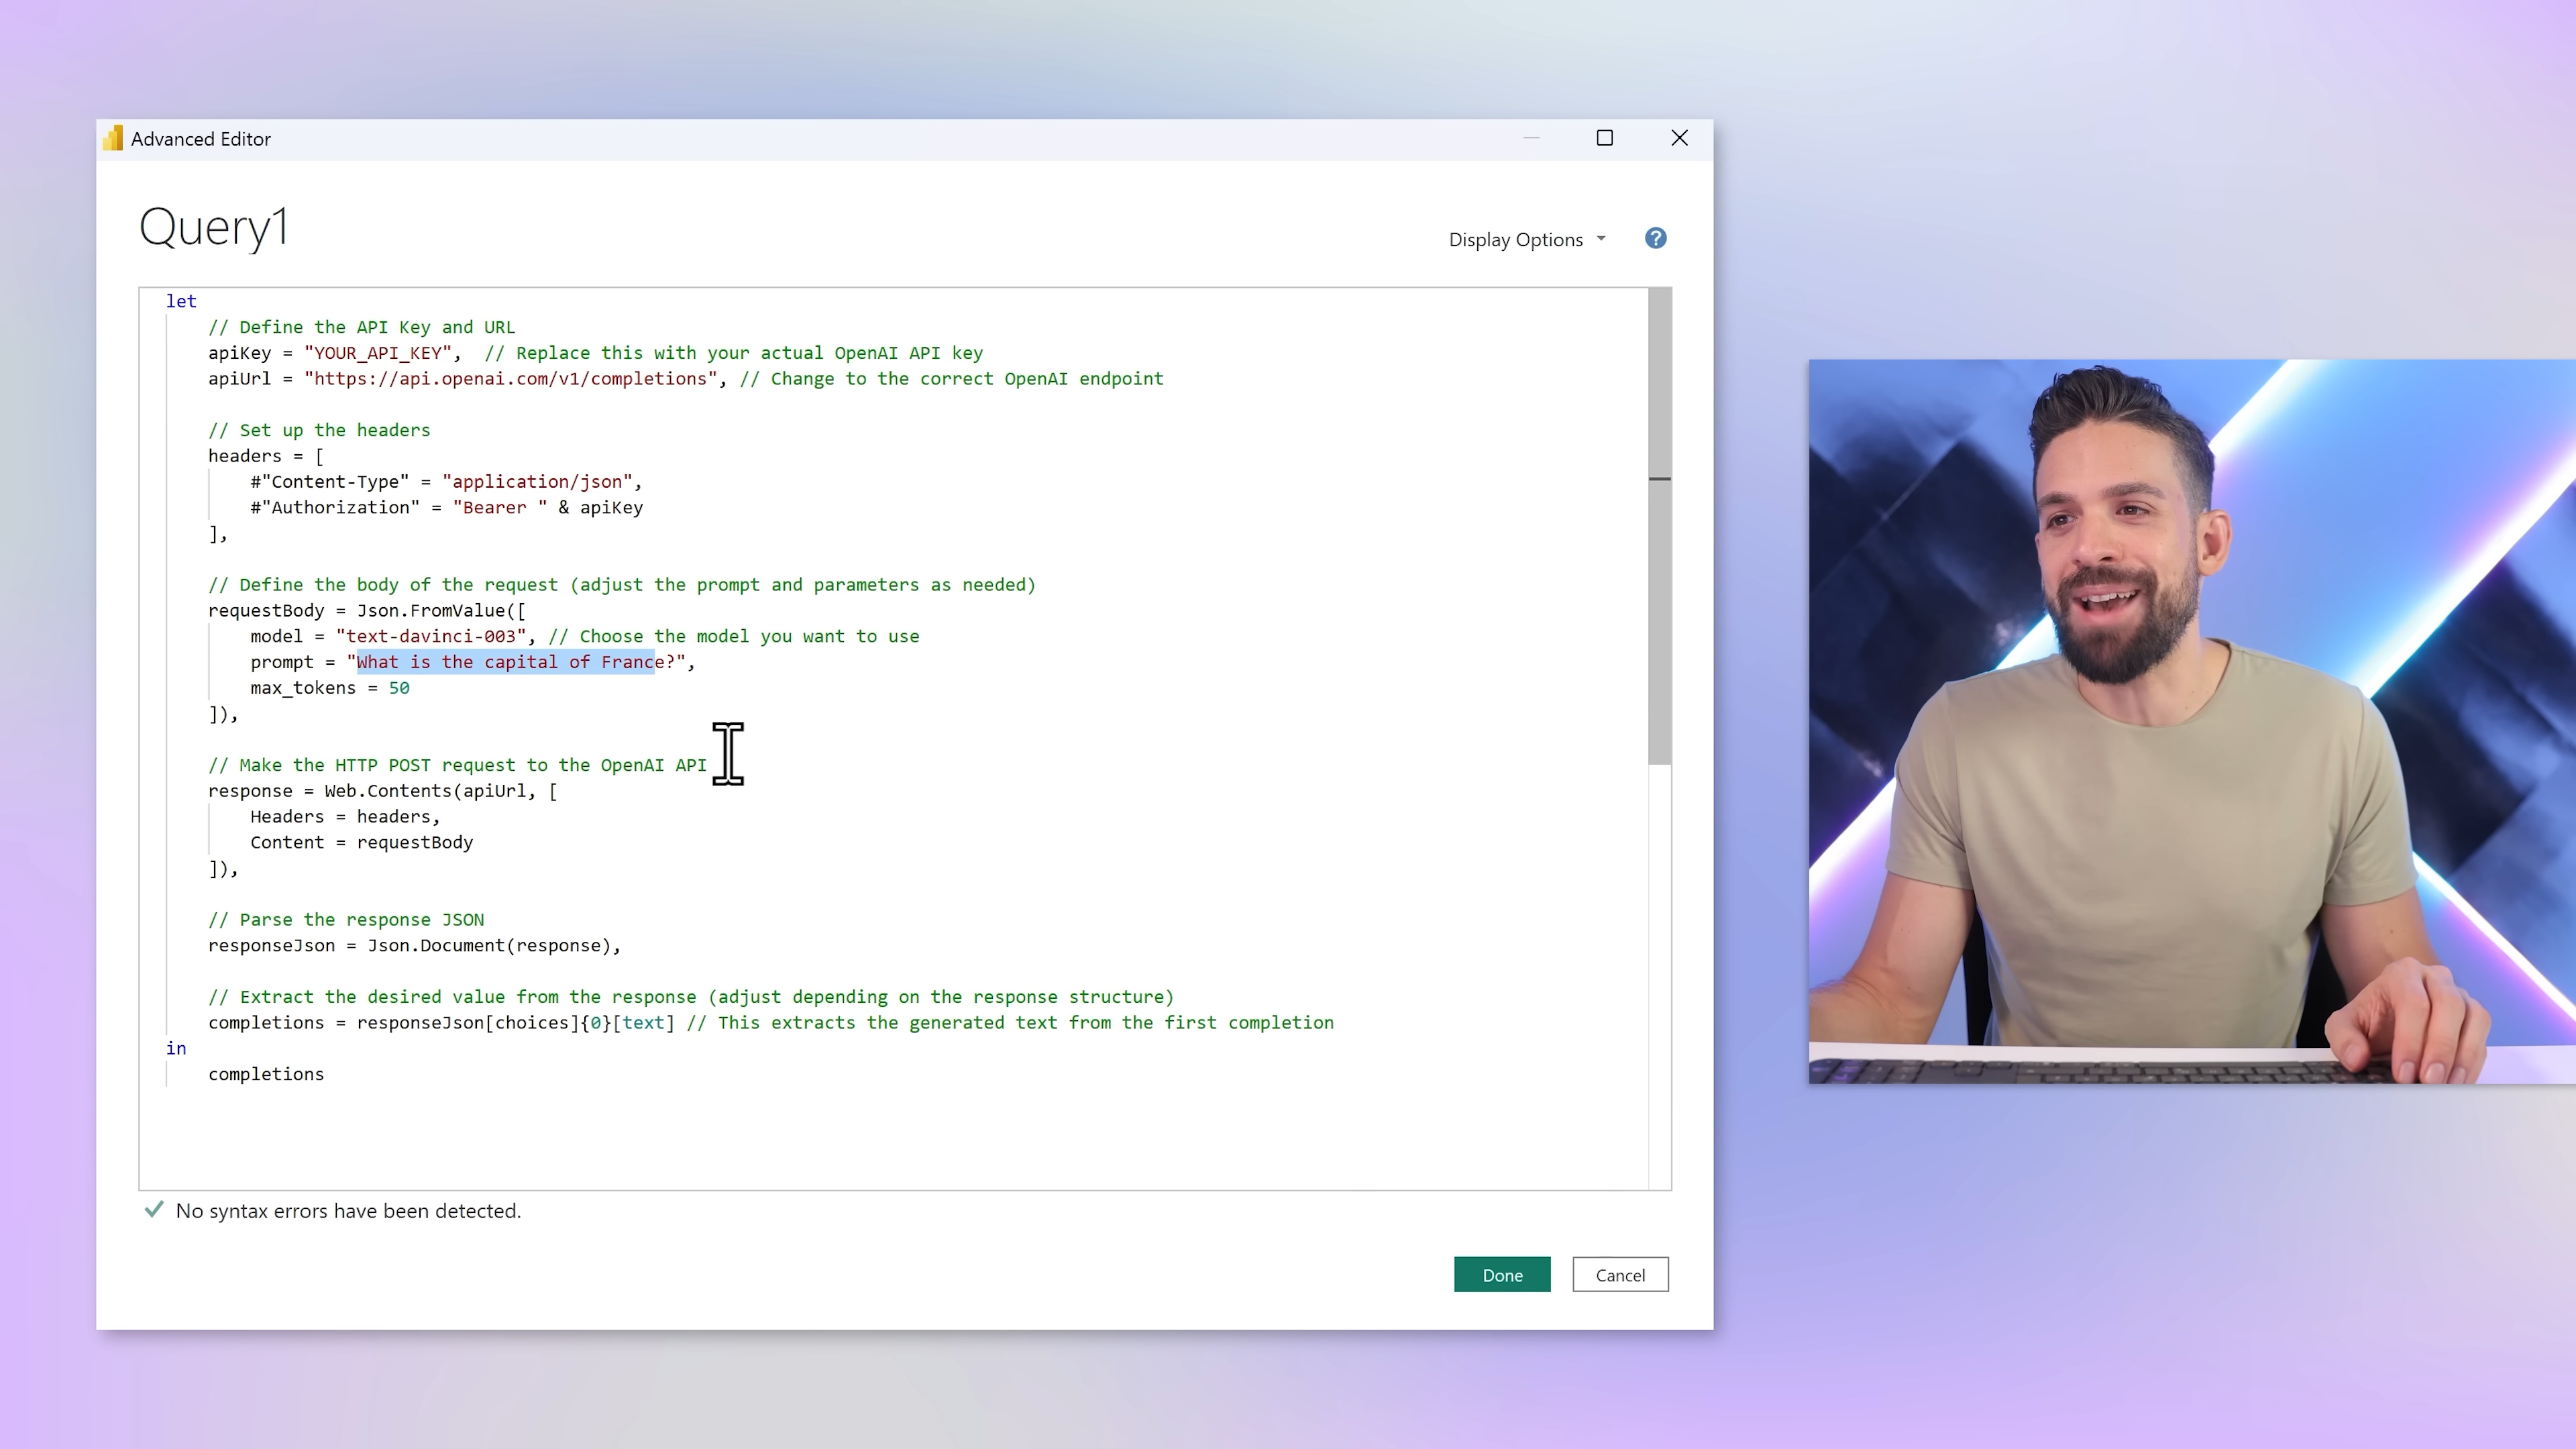 Advanced Editor
Query1
Display Options
?
let
// Define the API Key and URL
apiKey = "YOUR_API_KEY",  // Replace this with your actual OpenAI API key
apiUrl = "https://api.openai.com/v1/completions", // Change to the correct OpenAI endpoint
// Set up the headers
headers = [
#"Content-Type" = "application/json",
#"Authorization" = "Bearer " & apiKey
],
// Define the body of the request (adjust the prompt and parameters as needed)
requestBody = Json.FromValue([
model = "text-davinci-003", // Choose the model you want to use
prompt = "What is the capital of France?",
max_tokens = 50
]),
// Make the HTTP POST request to the OpenAI API
response = Web.Contents(apiUrl, [
Headers = headers,
Content = requestBody
]),
// Parse the response JSON
responseJson = Json.Document(response),
// Extract the desired value from the response (adjust depending on the response structure)
completions = responseJson[choices]{0}[text] // This extracts the generated text from the first completion
in
completions
No syntax errors have been detected.
Done
Cancel